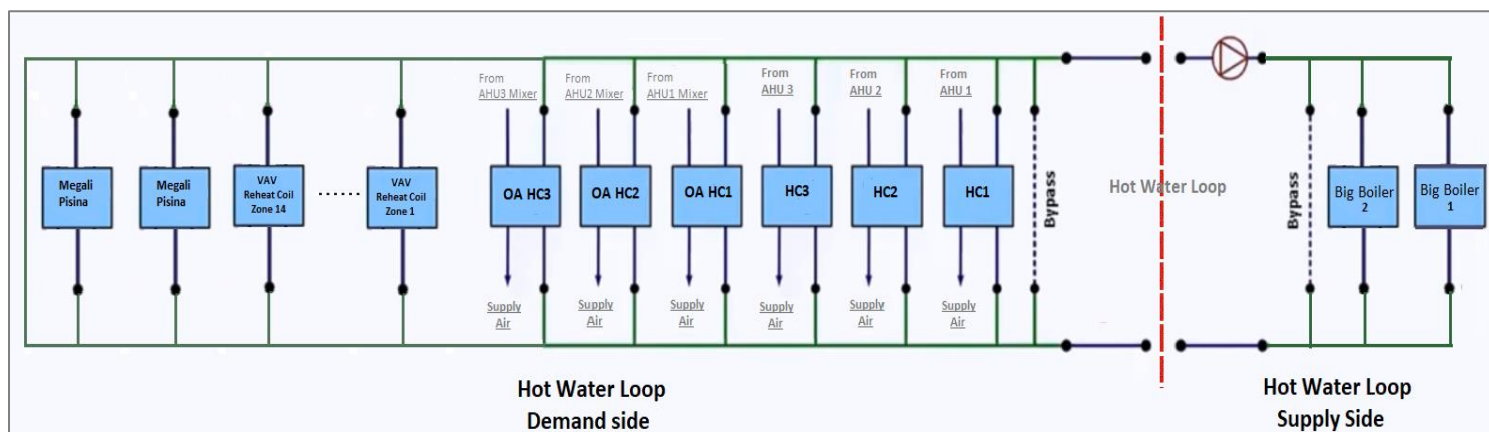 From
AHU3 Mixer
From
AHU2 Mixer
From
AHU1 Mixer
From
AHU 3
From
AHU 2
From
AHU 1
Megali
Pisina
Megali
Pisina
VAV
Reheat Coil
Zone 14
VAV
Reheat Coil
Zone 1
OA HC3
OA HC2
OA HC1
HC3
HC2
HC1
Bypass
Hot Water Loop
Bypass
Big Boiler
2
Big Boiler
1
Supply
Air
Supply
Air
Supply
Air
Supply
Air
Supply
Air
Supply
Air
Hot Water Loop
Demand side
Hot Water Loop
Supply Side